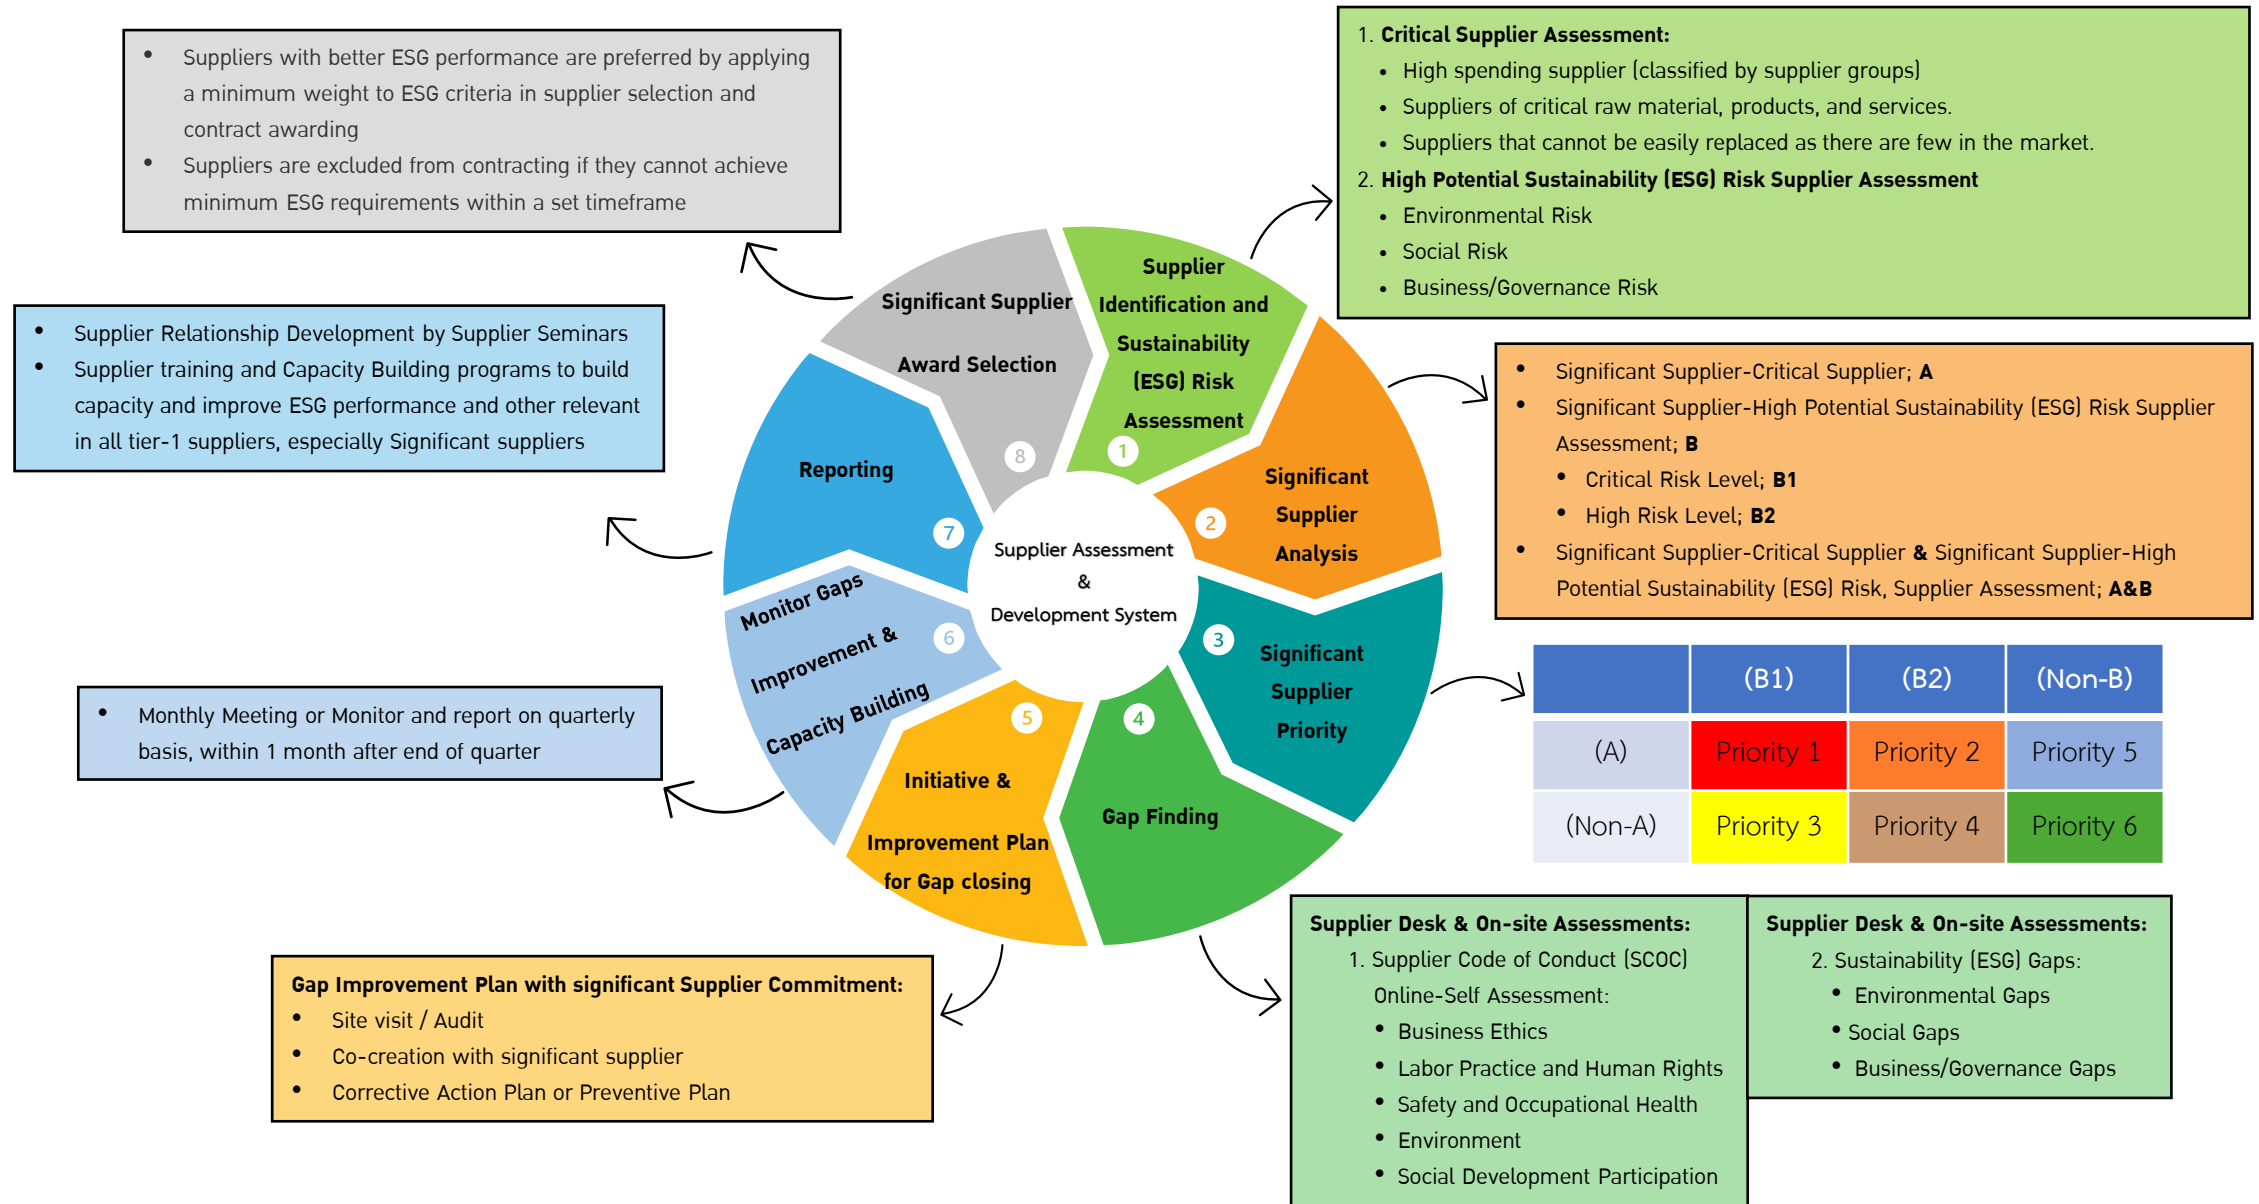 • Suppliers with better ESG performance are preferred by applying
a minimum weight to ESG criteria in supplier selection and
contract awarding
• Suppliers are excluded from contracting if they cannot achieve
minimum ESG requirements within a set timeframe
1. Critical Supplier Assessment:
• High spending supplier (classified by supplier groups)
• Suppliers of critical raw material, products, and services.
• Suppliers that cannot be easily replaced as there are few in the market.
2. High Potential Sustainability (ESG) Risk Supplier Assessment
• Environmental Risk
• Social Risk
• Business/Governance Risk
• Supplier Relationship Development by Supplier Seminars
• Supplier training and Capacity Building programs to build
capacity and improve ESG performance and other relevant
in all tier-1 suppliers, especially Significant suppliers
• Significant Supplier-Critical Supplier; A
• Significant Supplier-High Potential Sustainability (ESG) Risk Supplier
Assessment; B
• Critical Risk Level; B1
• High Risk Level; B2
• Significant Supplier-Critical Supplier & Significant Supplier-High
Potential Sustainability (ESG) Risk, Supplier Assessment; A&B
Supplier
Identification and
Sustainability
(ESG) Risk
Assessment
1
Significant
Supplier
Analysis
2
Significant
Supplier
Priority
3
Gap Finding
4
Initiative &
Improvement Plan
for Gap closing
5
Monitor Gaps
Improvement &
Capacity Building
6
Reporting
7
Significant Supplier
Award Selection
8
Supplier Assessment
&
Development System
(B1) (B2) (Non-B)
(A) Priority 1 Priority 2 Priority 5
(Non-A) Priority 3 Priority 4 Priority 6
• Monthly Meeting or Monitor and report on quarterly
basis, within 1 month after end of quarter
Gap Improvement Plan with significant Supplier Commitment:
• Site visit / Audit
• Co-creation with significant supplier
• Corrective Action Plan or Preventive Plan
Supplier Desk & On-site Assessments:
1. Supplier Code of Conduct (SCOC)
Online-Self Assessment:
• Business Ethics
• Labor Practice and Human Rights
• Safety and Occupational Health
• Environment
• Social Development Participation
Supplier Desk & On-site Assessments:
2. Sustainability (ESG) Gaps:
• Environmental Gaps
• Social Gaps
• Business/Governance Gaps